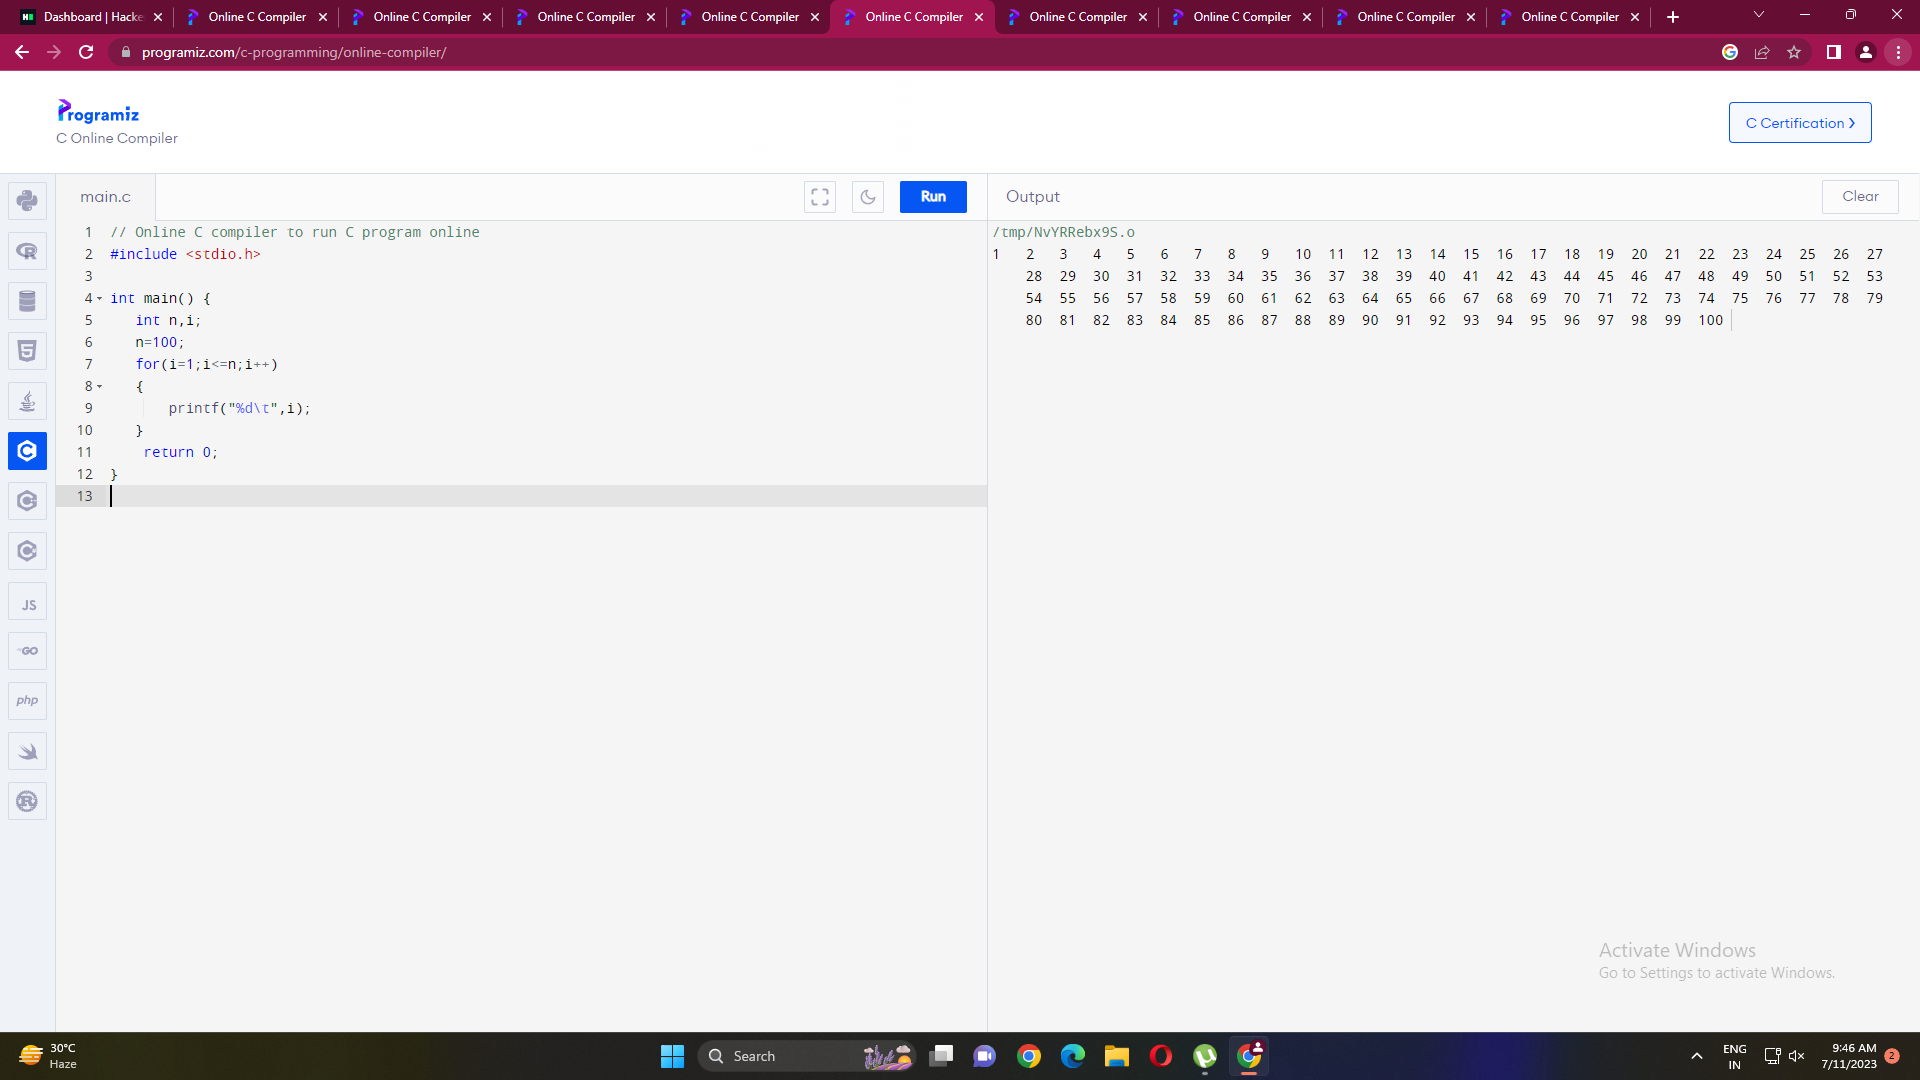 Dashboard | Hacke
Online C Compiler
Online C Compiler
Online C Compiler
Online C Compiler
Online C Compiler
Online C Compiler
Online C Compiler
Online C Compiler
Online C Compiler
programiz.com/c-programming/online-compiler/
Programiz
C Online Compiler
C Certification
main.c
Run
Output
Clear
1 // Online C compiler to run C program online
2 #include <stdio.h>
3
4 int main() {
5 int n,i;
6 n=100;
7 for(i=1;i<=n;i++)
8 {
9 printf("%d\t",i);
10 }
11 return 0;
12 }
13
/tmp/NvYRRebx9S.o
1 2 3 4 5 6 7 8 9 10 11 12 13 14 15 16 17 18 19 20 21 22 23 24 25 26 27
28 29 30 31 32 33 34 35 36 37 38 39 40 41 42 43 44 45 46 47 48 49 50 51 52 53
54 55 56 57 58 59 60 61 62 63 64 65 66 67 68 69 70 71 72 73 74 75 76 77 78 79
80 81 82 83 84 85 86 87 88 89 90 91 92 93 94 95 96 97 98 99 100
JS
GO
php
Activate Windows
Go to Settings to activate Windows.
30°C
Haze
Search
ENG
IN
9:46 AM
7/11/2023
2